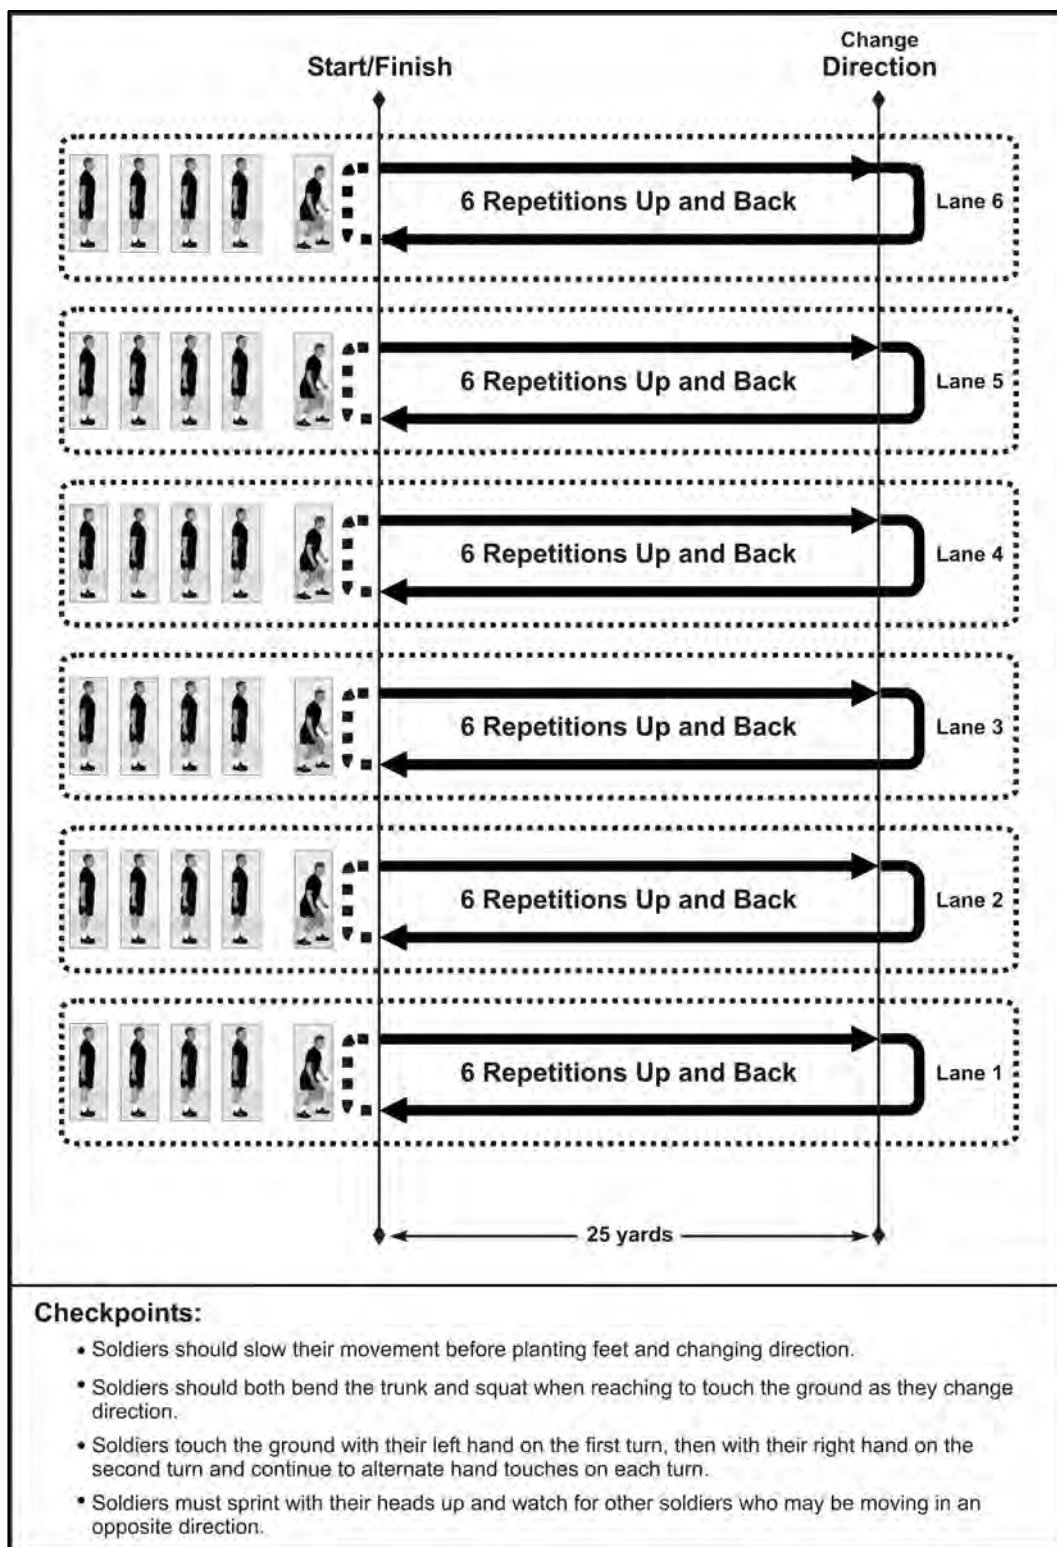 Start/Finish
Change
Direction
6 Repetitions Up and Back
Lane 6
6 Repetitions Up and Back
Lane 5
6 Repetitions Up and Back
Lane 4
6 Repetitions Up and Back
Lane 3
6 Repetitions Up and Back
Lane 2
6 Repetitions Up and Back
Lane 1
25 yards
Checkpoints:
• Soldiers should slow their movement before planting feet and changing direction.
• Soldiers should both bend the trunk and squat when reaching to touch the ground as they change
direction.
• Soldiers touch the ground with their left hand on the first turn, then with their right hand on the
second turn and continue to alternate hand touches on each turn.
• Soldiers must sprint with their heads up and watch for other soldiers who may be moving in an
opposite direction.